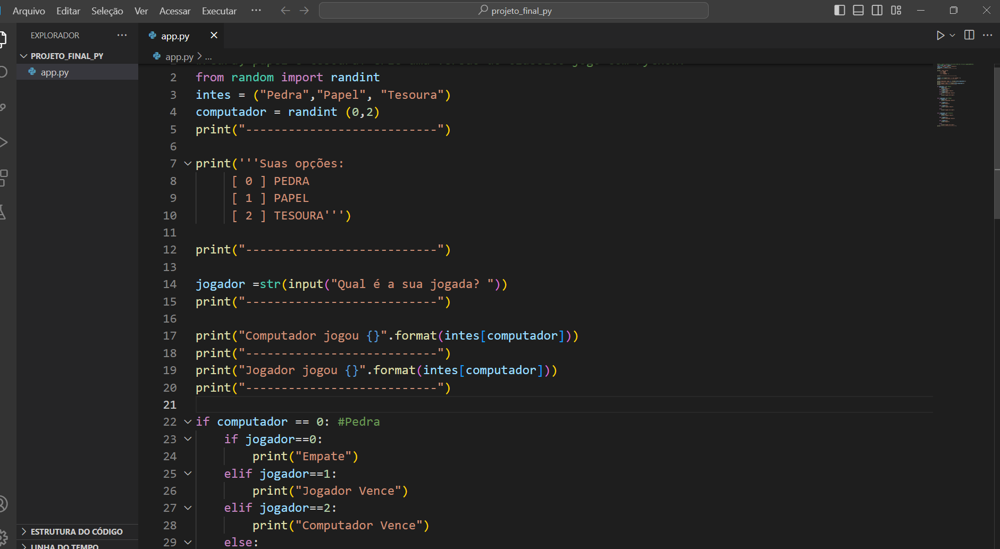 Arquivo Editar Seleção Ver Acessar Executar ··· projeto_final_py
EXPLORADOR ···
PROJETO_FINAL_PY
app.py
ESTRUTURA DO CÓDIGO
LINHA DO TEMPO
app.py
app.py > ...
2 from random import randint
3 intes = ("Pedra","Papel", "Tesoura")
4 computador = randint (0,2)
5 print("---------------------------")
6
7 print('''Suas opções:
8 [ 0 ] PEDRA
9 [ 1 ] PAPEL
10 [ 2 ] TESOURA''')
11
12 print("---------------------------")
13
14 jogador =str(input("Qual é a sua jogada? "))
15 print("---------------------------")
16
17 print("Computador jogou {}".format(intes[computador]))
18 print("---------------------------")
19 print("Jogador jogou {}".format(intes[computador]))
20 print("---------------------------")
21
22 if computador == 0: #Pedra
23 if jogador==0:
24 print("Empate")
25 elif jogador==1:
26 print("Jogador Vence")
27 elif jogador==2:
28 print("Computador Vence")
29 else: